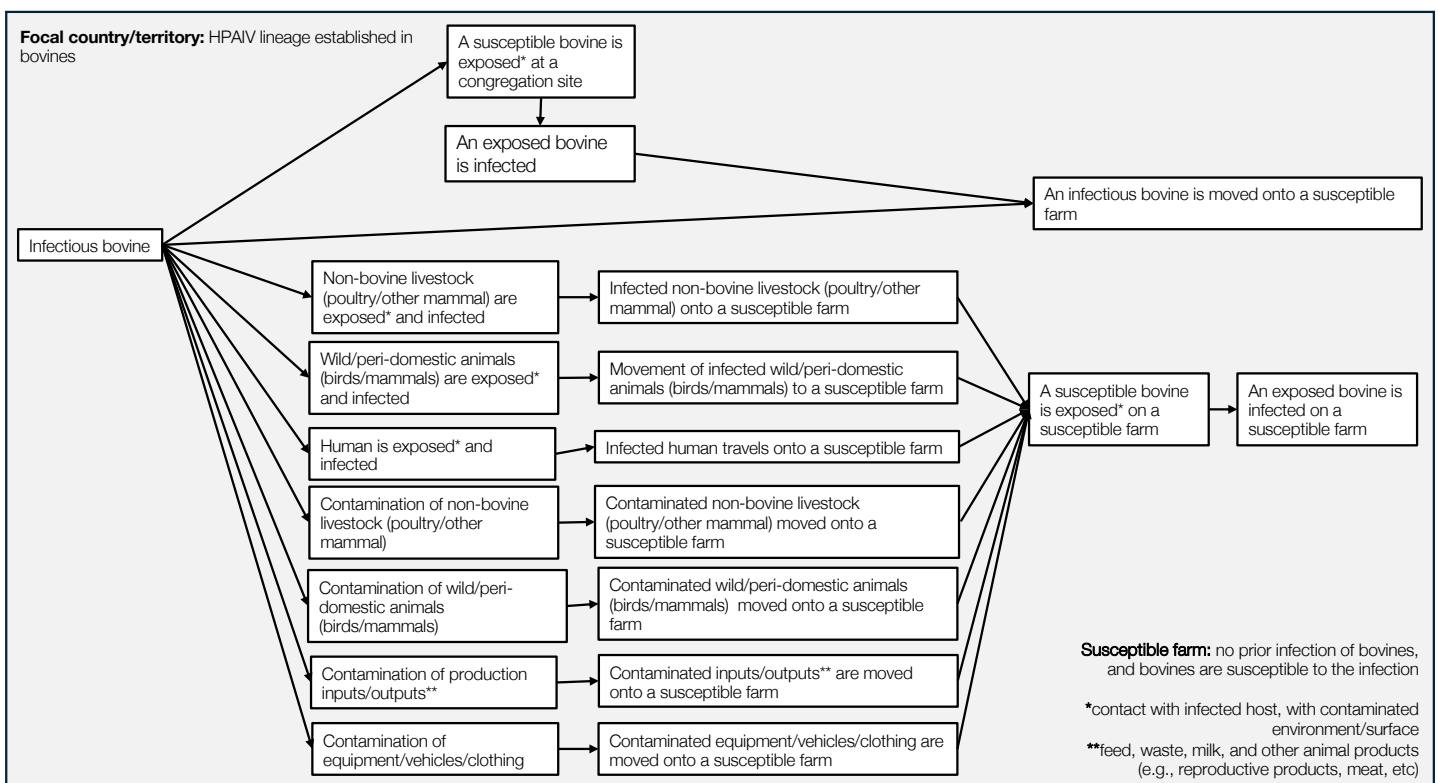 Focal country/territory: HPAIV lineage established in
bovines
A susceptible bovine is
exposed* at a
congregation site
An exposed bovine
is infected
An infectious bovine is moved onto a susceptible
farm
Infectious bovine
Non-bovine livestock
(poultry/other mammal) are
exposed* and infected
Infected non-bovine livestock (poultry/other
mammal) onto a susceptible farm
Wild/peri-domestic animals
(birds/mammals) are exposed*
and infected
Movement of infected wild/peri-domestic
animals (birds/mammals) to a susceptible farm
A susceptible bovine
is exposed* on a
susceptible farm
An exposed bovine is
infected on a
susceptible farm
Human is exposed* and
infected
Infected human travels onto a susceptible farm
Contamination of non-bovine
livestock (poultry/other
mammal)
Contaminated non-bovine livestock
(poultry/other mammal) moved onto a
susceptible farm
Contamination of wild/peri-
domestic animals
(birds/mammals)
Contaminated wild/peri-domestic animals
(birds/mammals) moved onto a susceptible
farm
Contamination of production
inputs/outputs**
Contaminated inputs/outputs** are moved
onto a susceptible farm
Contamination of
equipment/vehicles/clothing
Contaminated equipment/vehicles/clothing are
moved onto a susceptible farm
Susceptible farm: no prior infection of bovines,
and bovines are susceptible to the infection
*contact with infected host, with contaminated
environment/surface
**feed, waste, milk, and other animal products
(e.g., reproductive products, meat, etc)